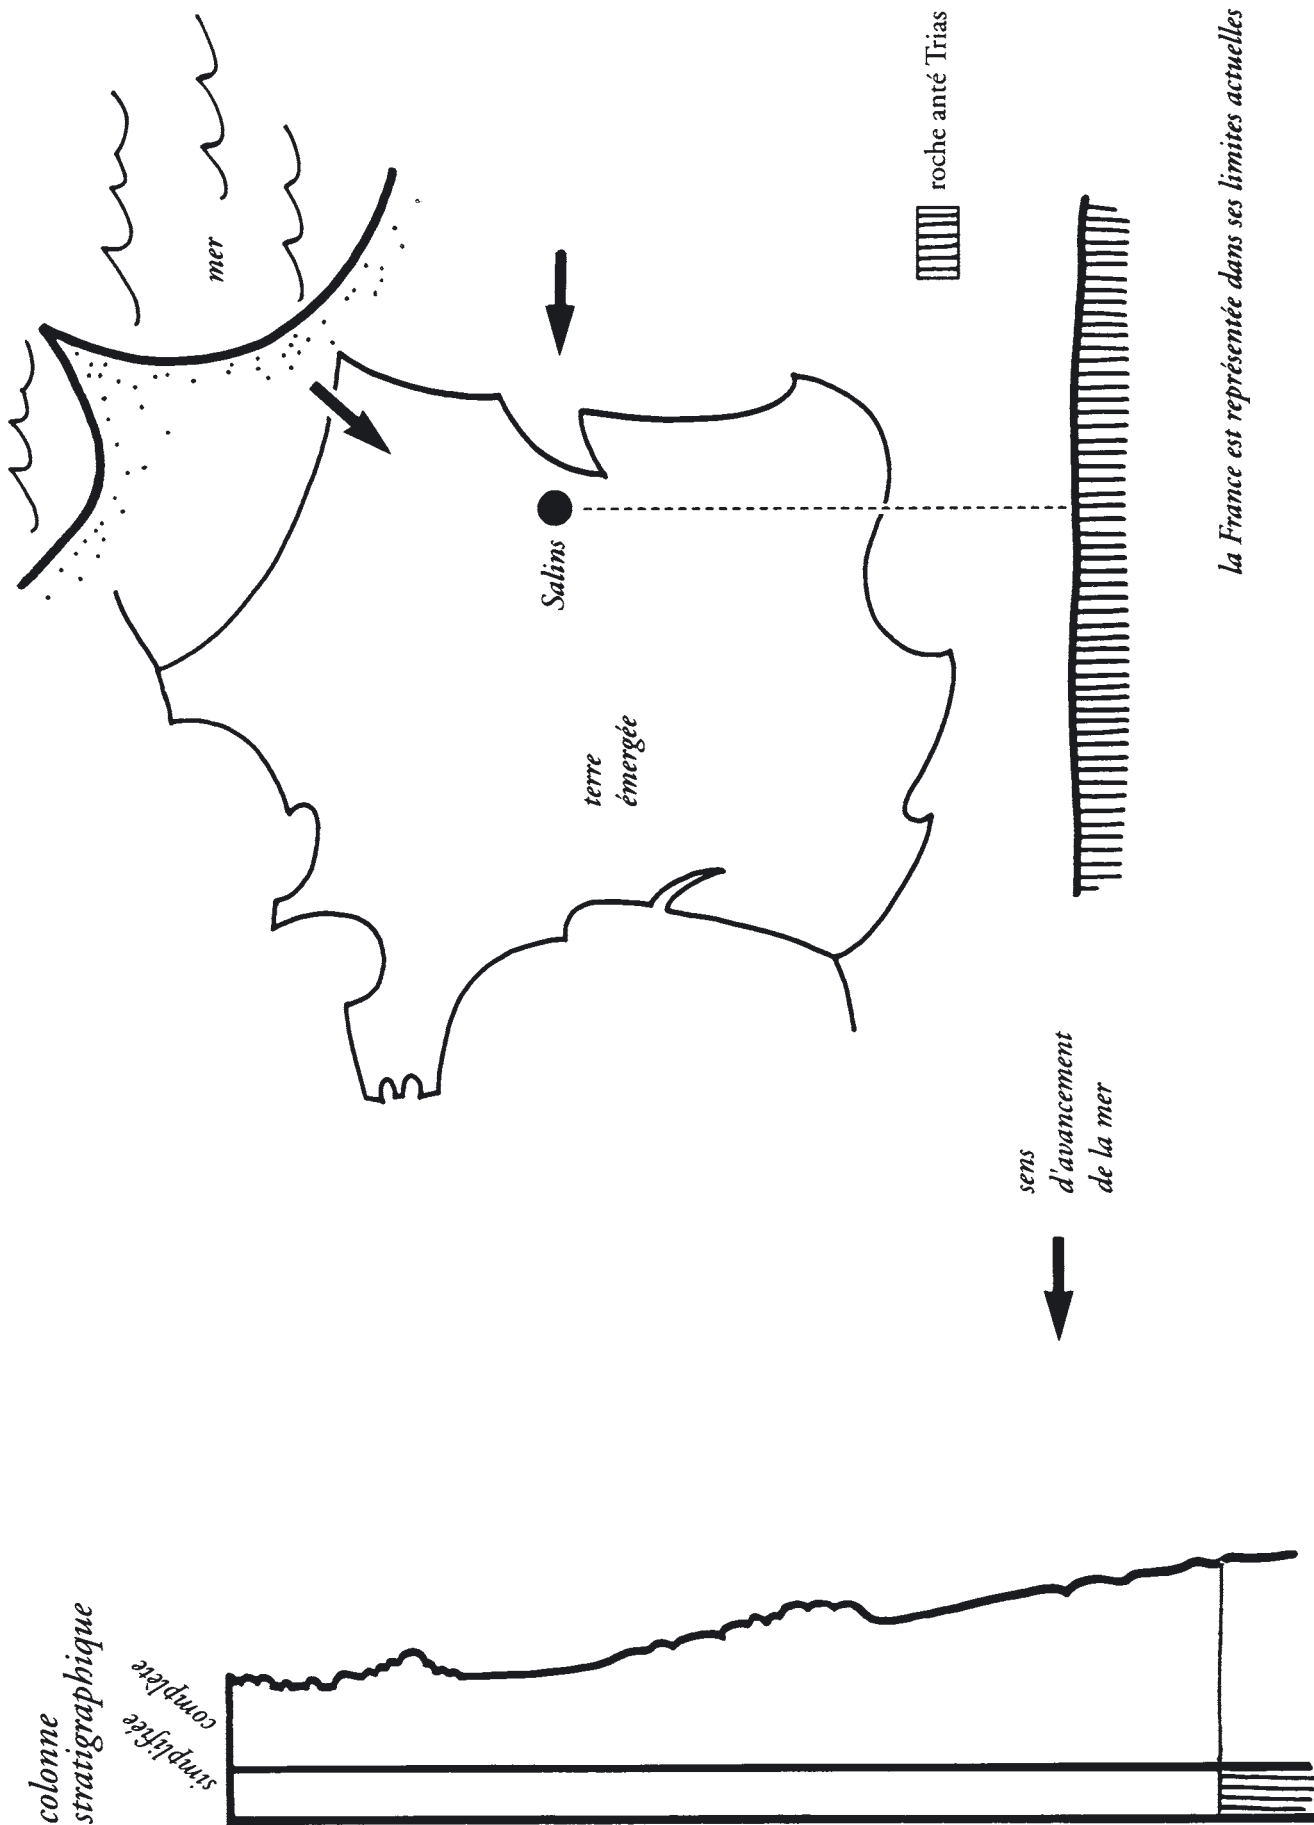 colonne
stratigraphique
simplifiée
complète
mer
Salins
terre
émergée
roche anté Trias
sens
d'avancement
de la mer
la France est représentée dans ses limites actuelles